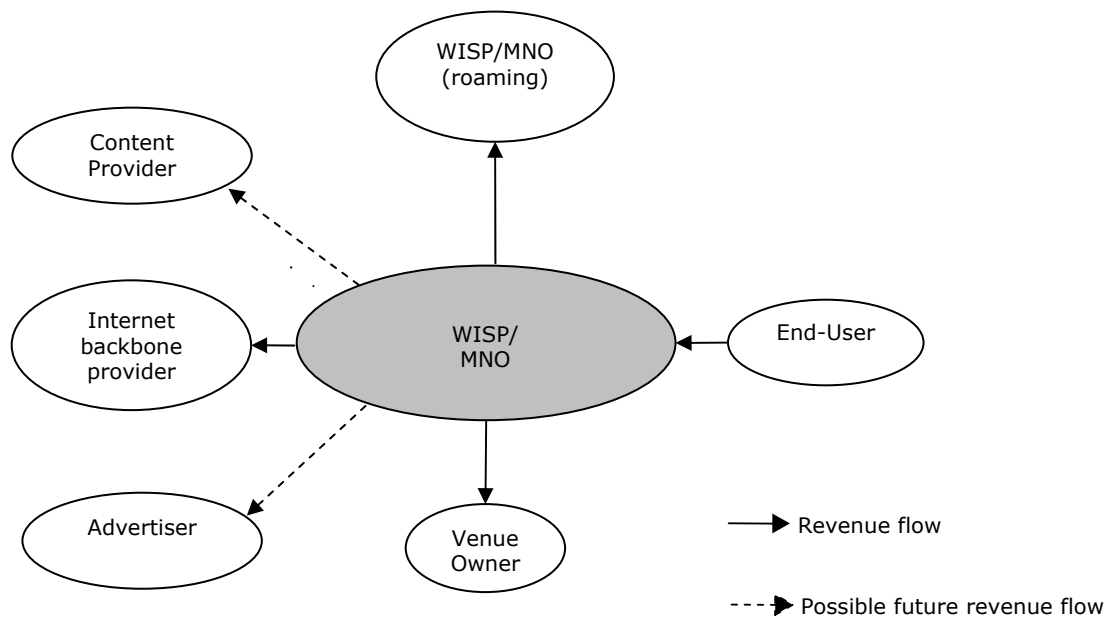 WISP/MNO
(roaming)
Content
Provider
Internet
backbone
provider
WISP/
MNO
End-User
Advertiser
Venue
Owner
Revenue flow
Possible future revenue flow